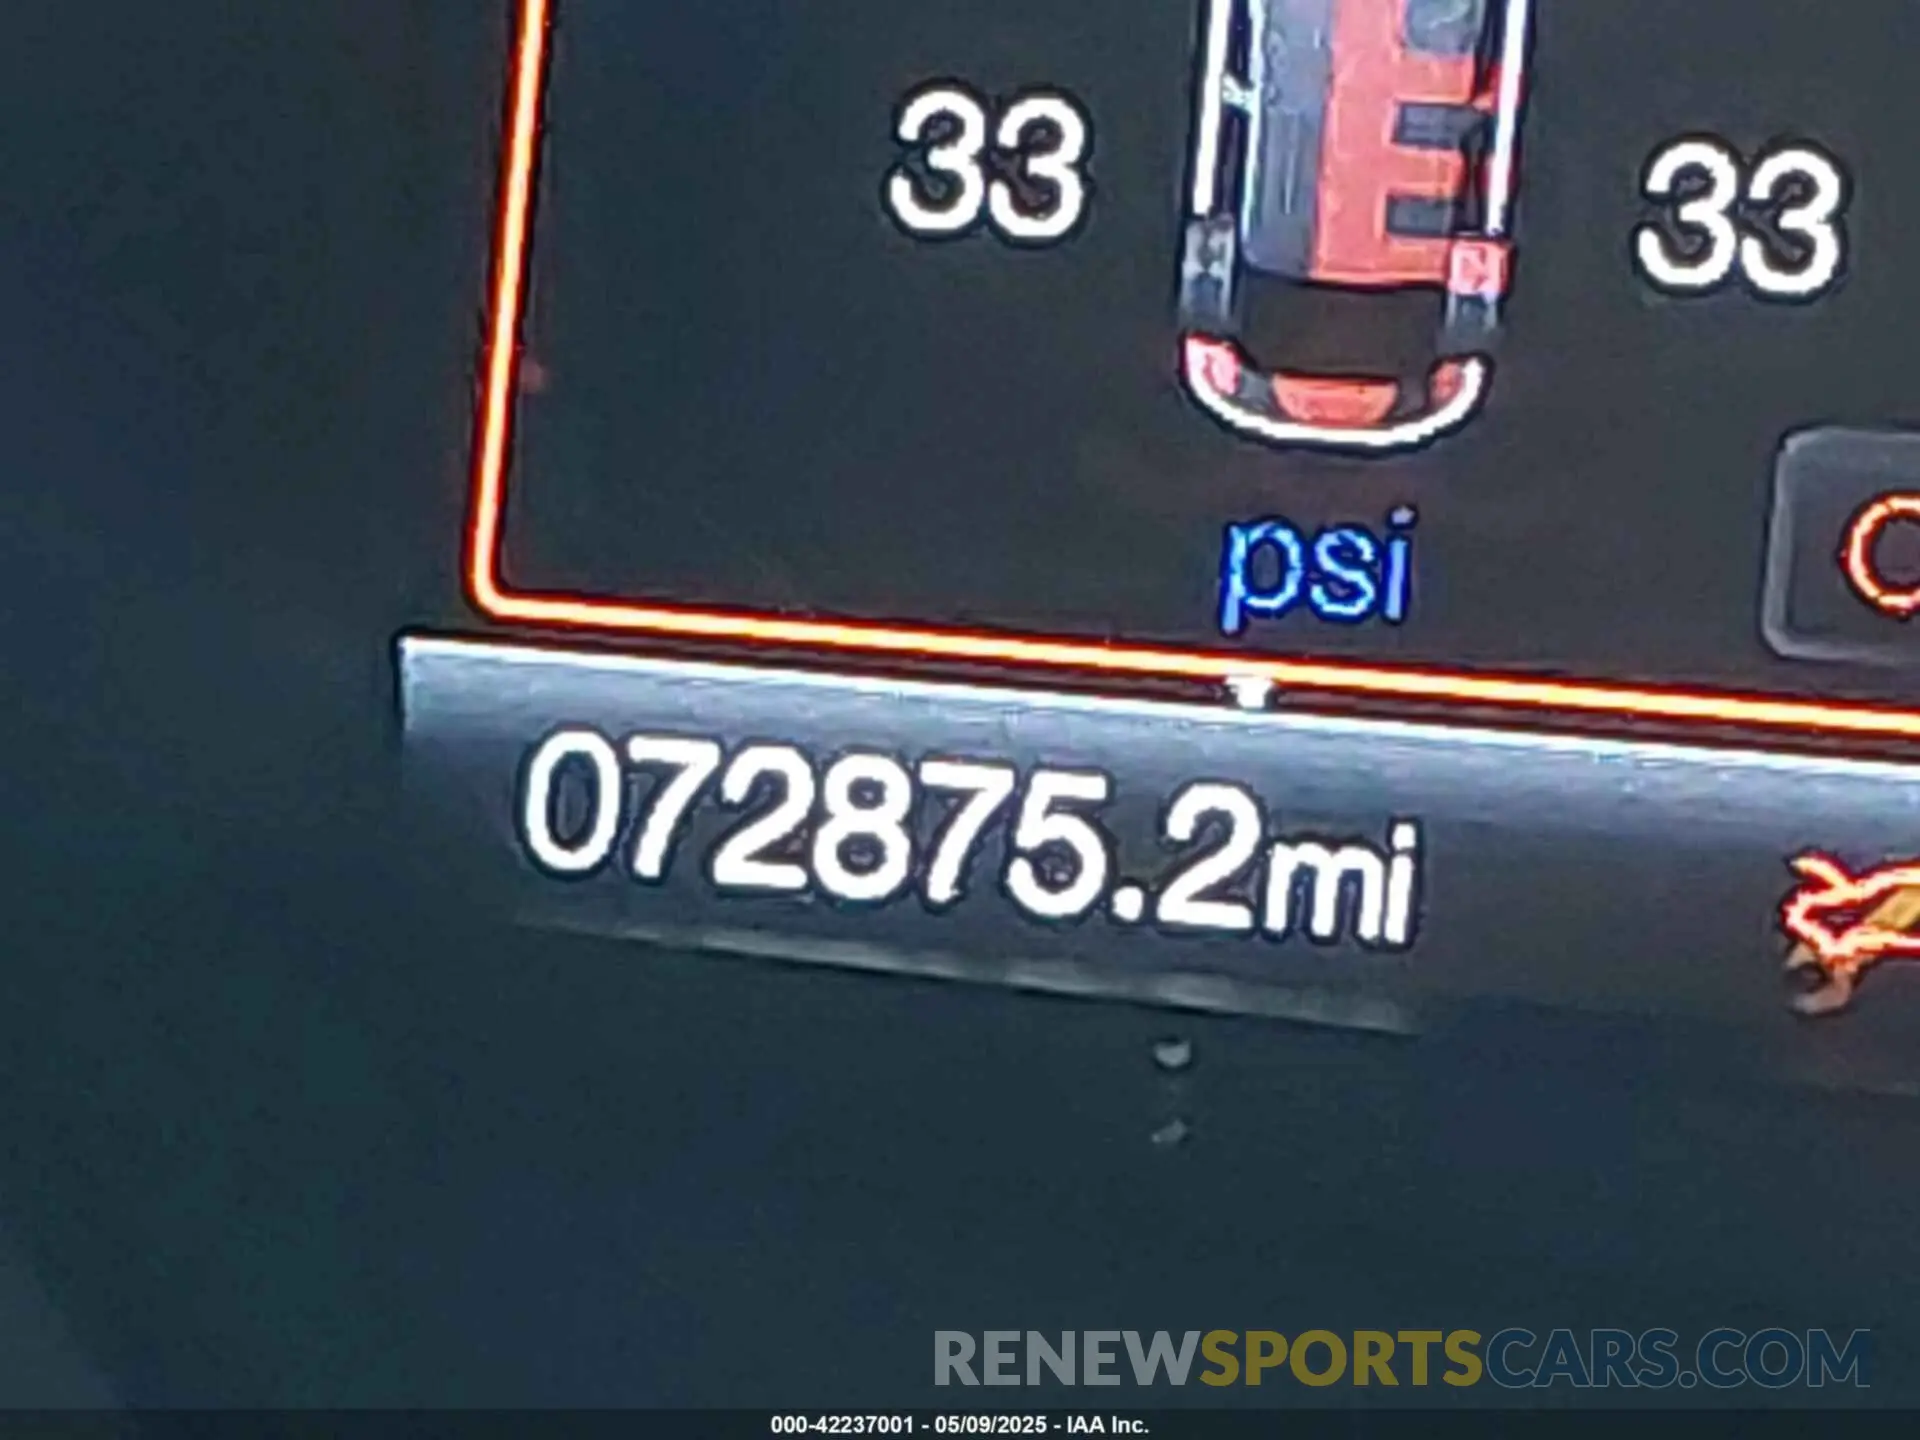 33 33
psi
072875.2mi
RENEWSPORTSCARS.COM
000-42237001 - 05/09/2025 - IAA Inc.